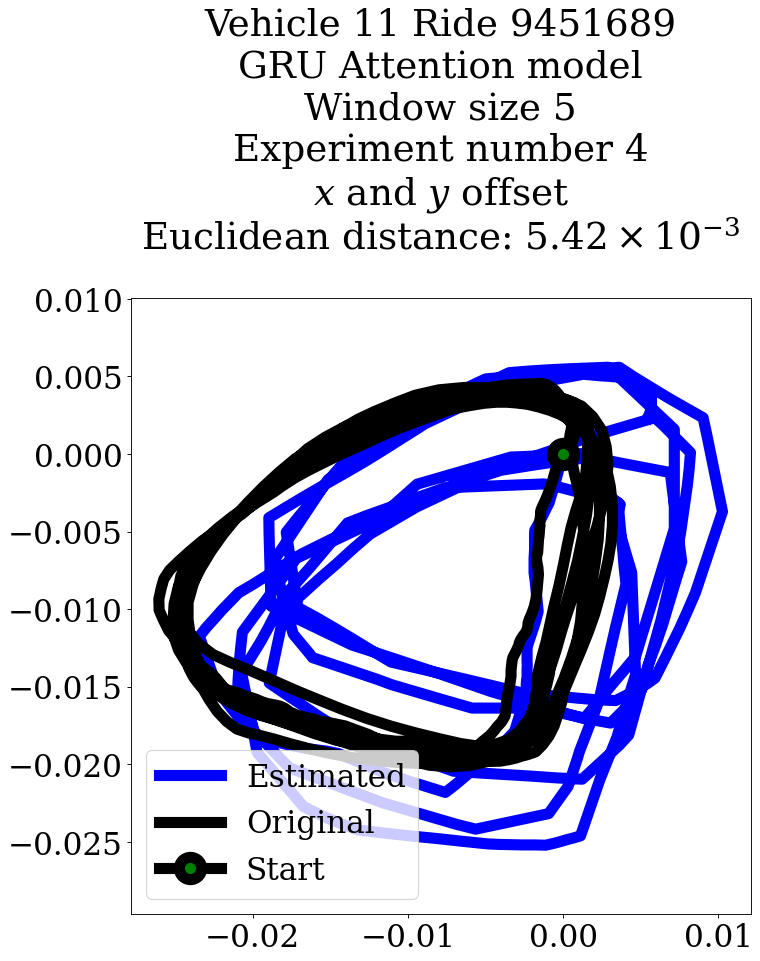 Vehicle 11 Ride 9451689
GRU Attention model
Window size 5
Experiment number 4
x and y offset
Euclidean distance: 5.42 × 10⁻³
0.010
0.005
0.000
−0.005
−0.010
−0.015
−0.020
−0.025
Estimated
Original
Start
−0.02 −0.01 0.00 0.01